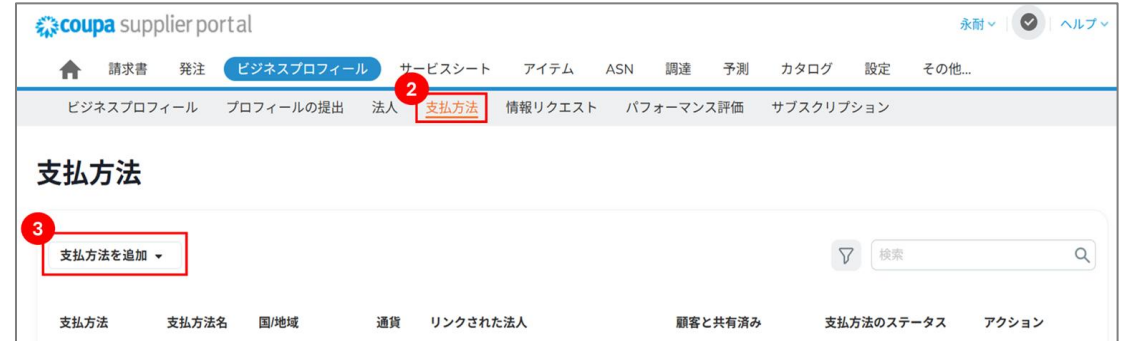 coupa supplier portal 永耐 ヘルプ
請求書 発注 ビジネスプロフィール サービスシート アイテム ASN 調達 予測 カタログ 設定 その他...
2
ビジネスプロフィール プロフィールの提出 法人 支払方法 情報リクエスト パフォーマンス評価 サブスクリプション
支払方法
3
支払方法を追加 検索
支払方法 支払方法名 国/地域 通貨 リンクされた法人 顧客と共有済み 支払方法のステータス アクション